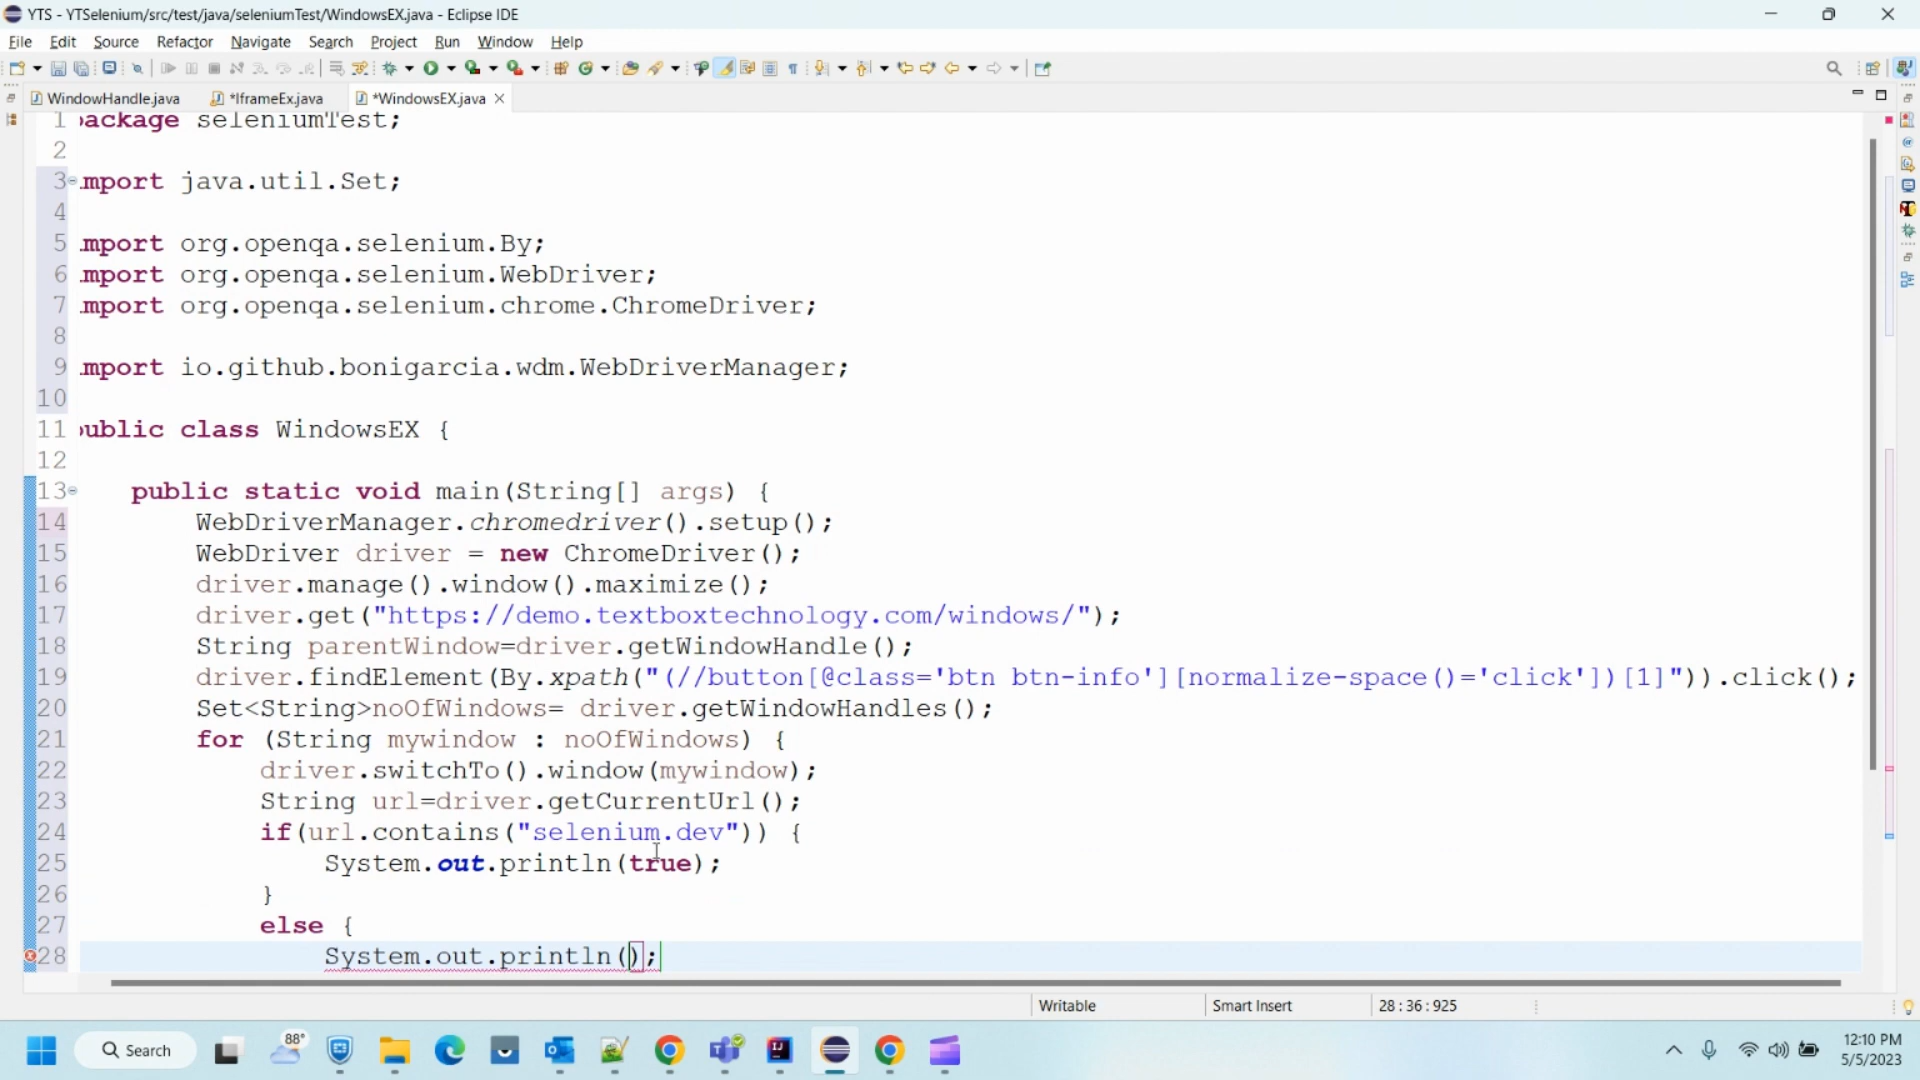 YTS - YTSelenium/src/test/java/seleniumTest/WindowsEX.java - Eclipse IDE
File Edit Source Refactor Navigate Search Project Run Window Help
WindowHandle.java *IframeEx.java *WindowsEX.java
1 package seleniumTest;
2
3 mport java.util.Set;
4
5 mport org.openqa.selenium.By;
6 mport org.openqa.selenium.WebDriver;
7 mport org.openqa.selenium.chrome.ChromeDriver;
8
9 mport io.github.bonigarcia.wdm.WebDriverManager;
10
11 public class WindowsEX {
12
13 public static void main(String[] args) {
14 WebDriverManager.chromedriver().setup();
15 WebDriver driver = new ChromeDriver();
16 driver.manage().window().maximize();
17 driver.get("https://demo.textboxtechnology.com/windows/");
18 String parentWindow=driver.getWindowHandle();
19 driver.findElement(By.xpath("(//button[@class='btn btn-info'][normalize-space()='click'])[1]")).click();
20 Set<String>noOfWindows= driver.getWindowHandles();
21 for (String mywindow : noOfWindows) {
22 driver.switchTo().window(mywindow);
23 String url=driver.getCurrentUrl();
24 if(url.contains("selenium.dev")) {
25 System.out.println(true);
26 }
27 else {
28 System.out.println();
Writable Smart Insert 28 : 36 : 925
88°
Search
12:10 PM
5/5/2023